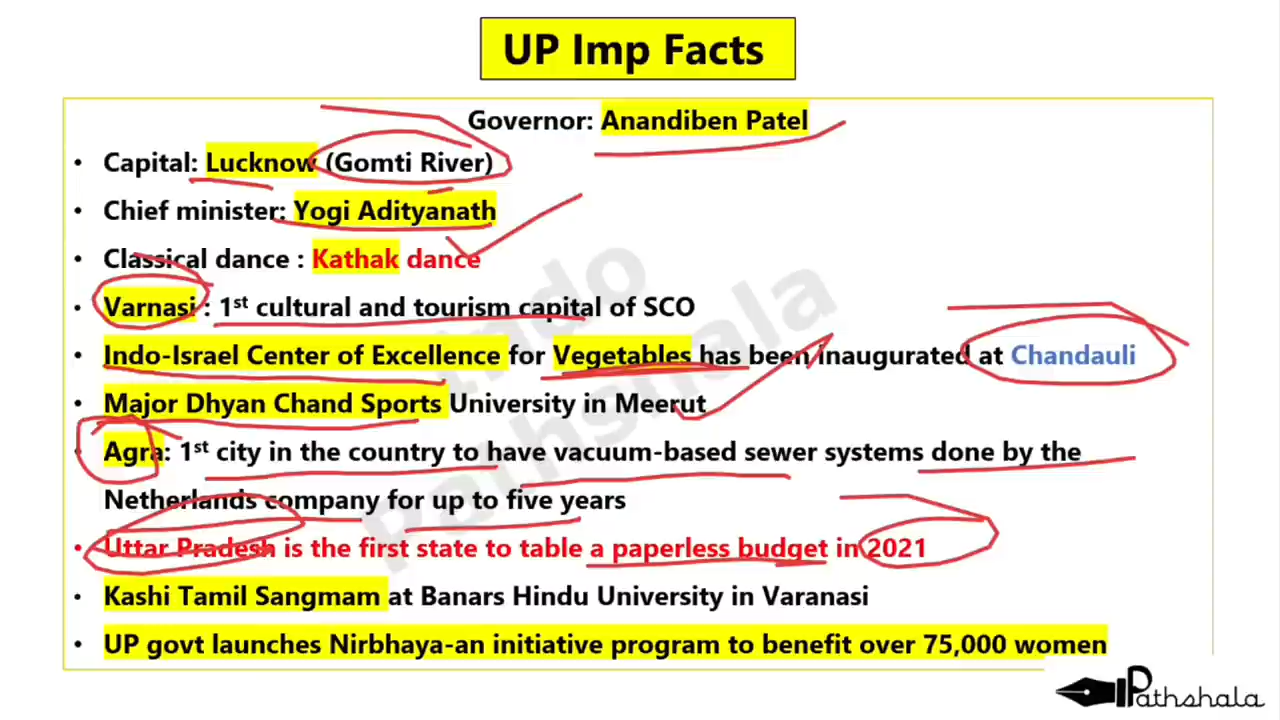 UP Imp Facts
Governor: Anandiben Patel
• Capital: Lucknow (Gomti River)
• Chief minister: Yogi Adityanath
• Classical dance : Kathak dance
• Varnasi : 1st cultural and tourism capital of SCO
• Indo-Israel Center of Excellence for Vegetables has been inaugurated at Chandauli
• Major Dhyan Chand Sports University in Meerut
• Agra: 1st city in the country to have vacuum-based sewer systems done by the
Netherlands company for up to five years
• Uttar Pradesh is the first state to table a paperless budget in 2021
• Kashi Tamil Sangmam at Banars Hindu University in Varanasi
• UP govt launches Nirbhaya-an initiative program to benefit over 75,000 women
Indo
Pathshala
Pathshala